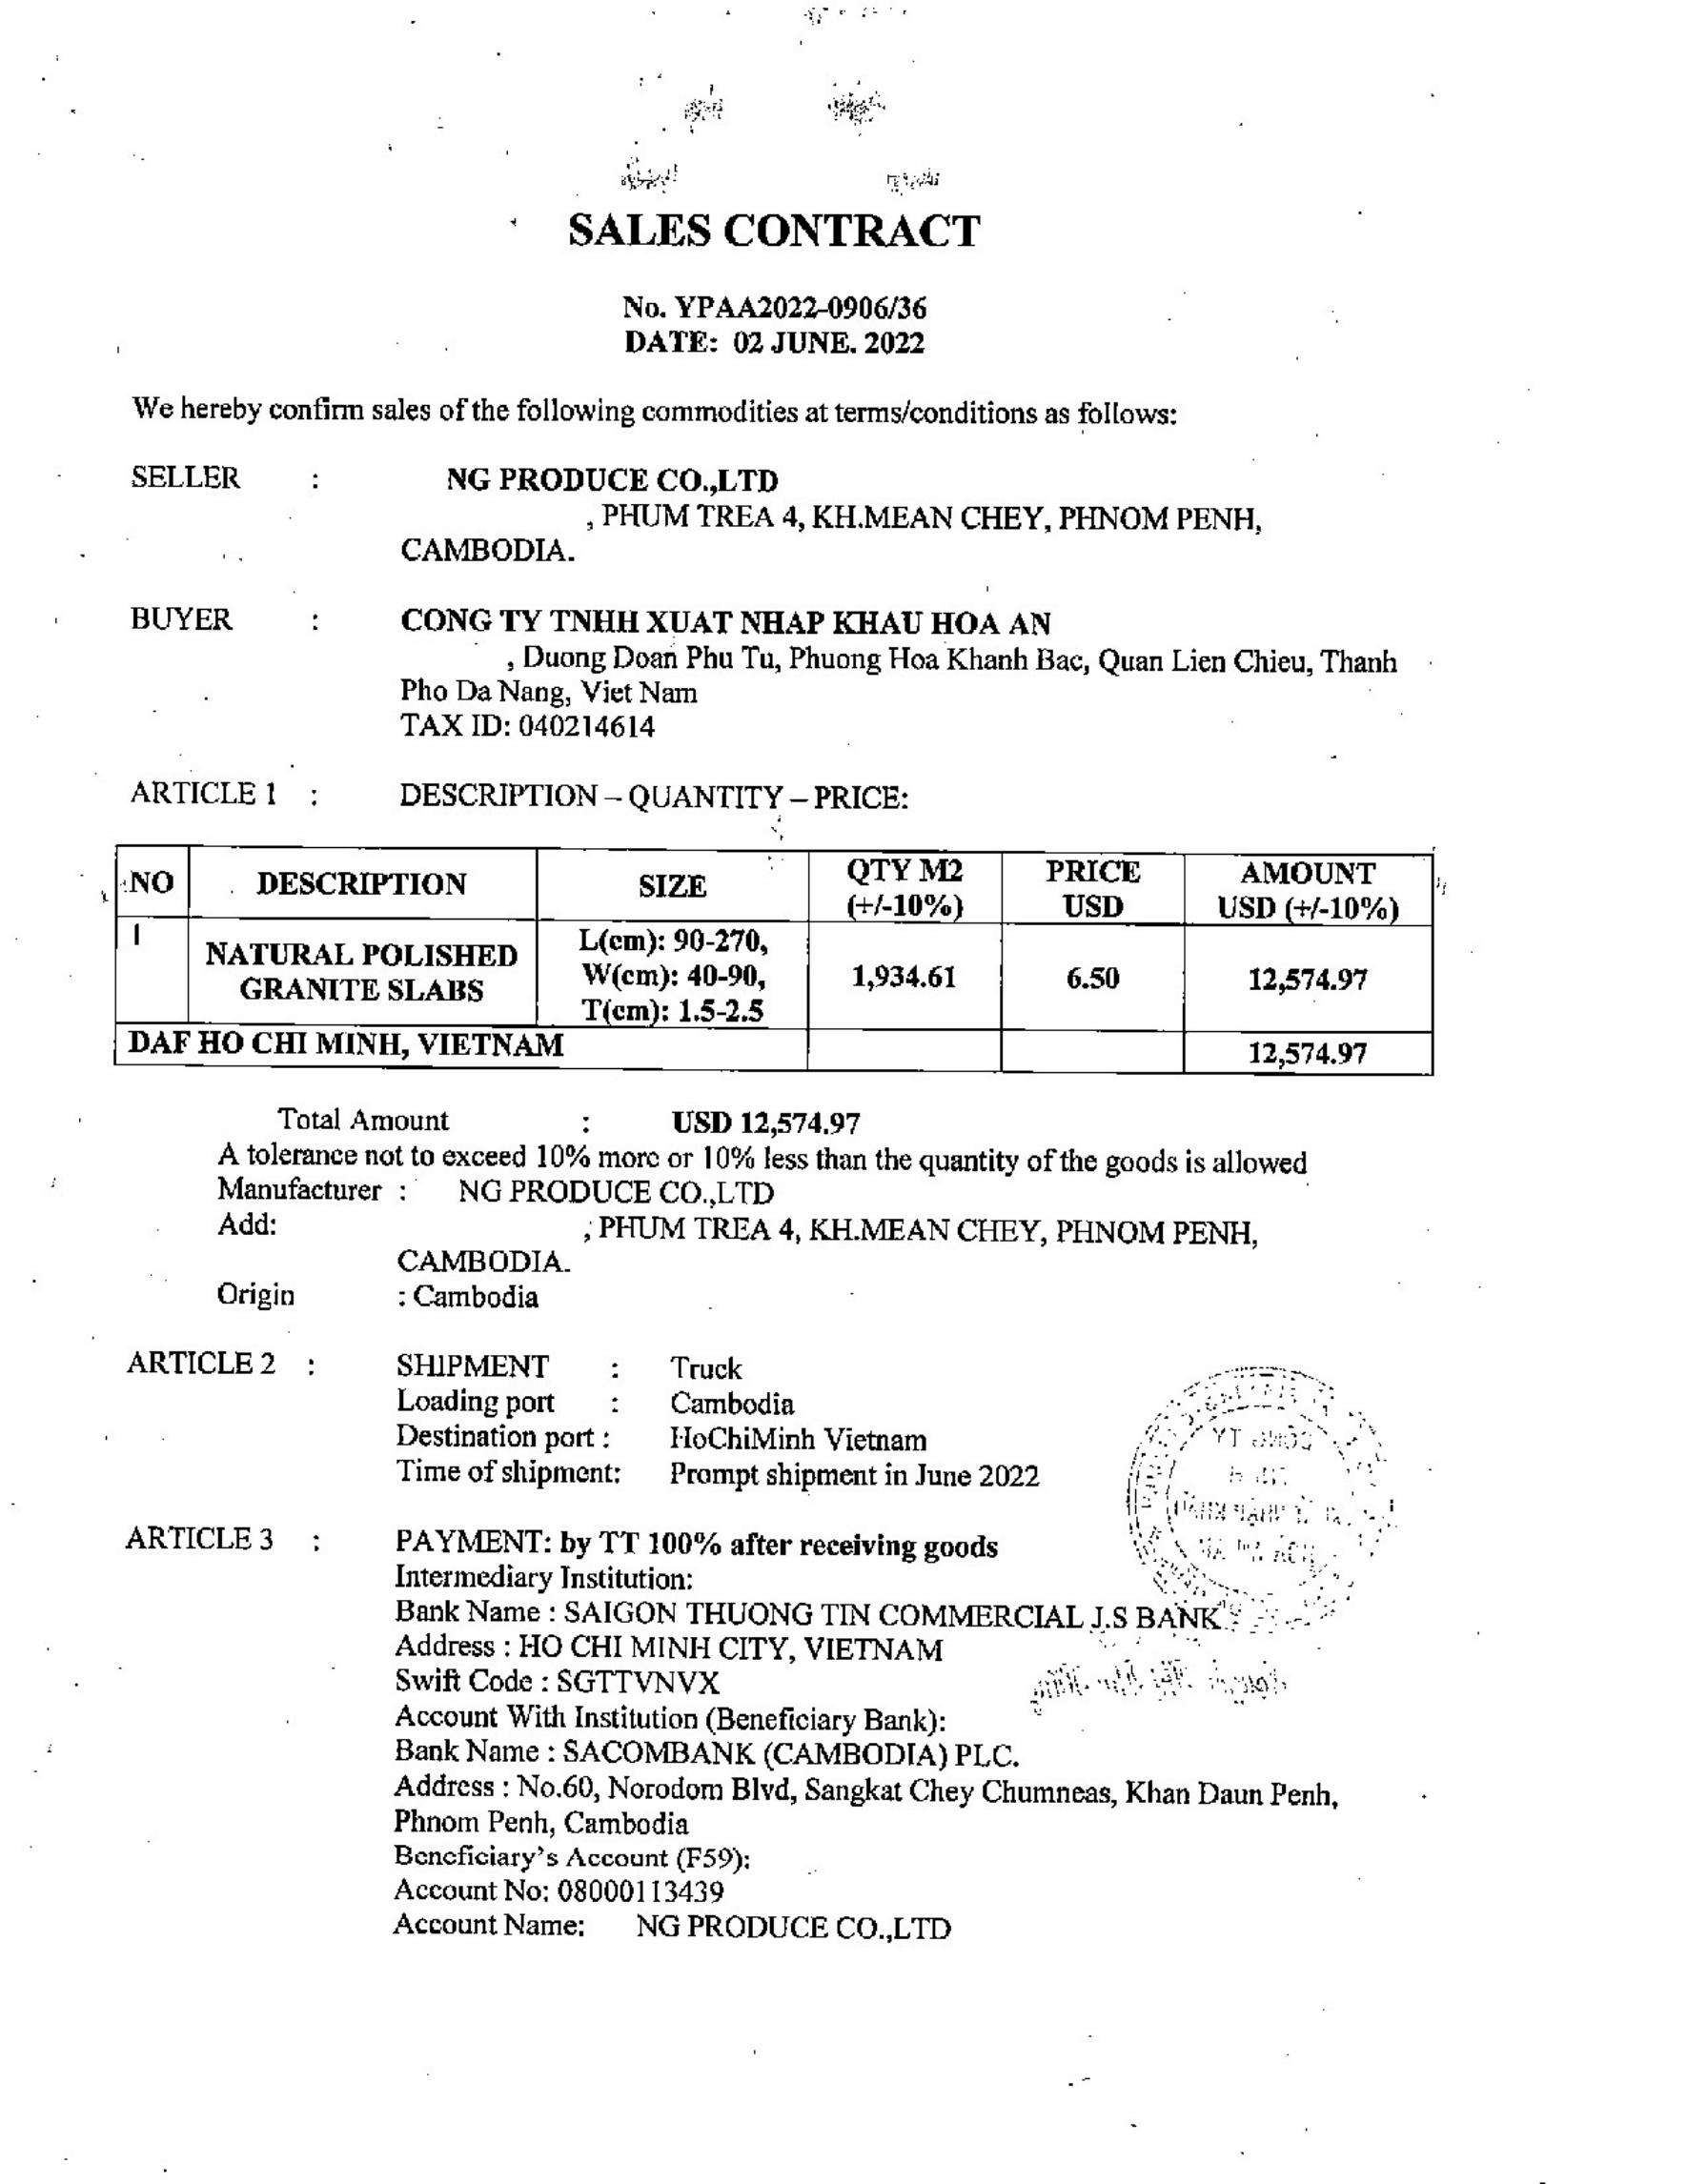 SALES CONTRACT
No. YPAA2022-0906/36
DATE: 02 JUNE. 2022
We hereby confirm sales of the following commodities at terms/conditions as follows:
SELLER : NG PRODUCE CO.,LTD
, PHUM TREA 4, KH.MEAN CHEY, PHNOM PENH,
CAMBODIA.
BUYER : CONG TY TNHH XUAT NHAP KHAU HOA AN
, Duong Doan Phu Tu, Phuong Hoa Khanh Bac, Quan Lien Chieu, Thanh
Pho Da Nang, Viet Nam
TAX ID: 040214614
ARTICLE 1 : DESCRIPTION – QUANTITY – PRICE:
NO DESCRIPTION SIZE QTY M2 (+/-10%) PRICE USD AMOUNT USD (+/-10%)
1 NATURAL POLISHED GRANITE SLABS L(cm): 90-270, W(cm): 40-90, T(cm): 1.5-2.5 1,934.61 6.50 12,574.97
DAF HO CHI MINH, VIETNAM 12,574.97
Total Amount : USD 12,574.97
A tolerance not to exceed 10% more or 10% less than the quantity of the goods is allowed
Manufacturer : NG PRODUCE CO.,LTD
Add: , PHUM TREA 4, KH.MEAN CHEY, PHNOM PENH,
CAMBODIA.
Origin : Cambodia
ARTICLE 2 : SHIPMENT : Truck
Loading port : Cambodia
Destination port : HoChiMinh Vietnam
Time of shipment: Prompt shipment in June 2022
ARTICLE 3 : PAYMENT: by TT 100% after receiving goods
Intermediary Institution:
Bank Name : SAIGON THUONG TIN COMMERCIAL J.S BANK
Address : HO CHI MINH CITY, VIETNAM
Swift Code : SGTTVNVX
Account With Institution (Beneficiary Bank):
Bank Name : SACOMBANK (CAMBODIA) PLC.
Address : No.60, Norodom Blvd, Sangkat Chey Chumneas, Khan Daun Penh,
Phnom Penh, Cambodia
Beneficiary's Account (F59):
Account No: 08000113439
Account Name: NG PRODUCE CO.,LTD